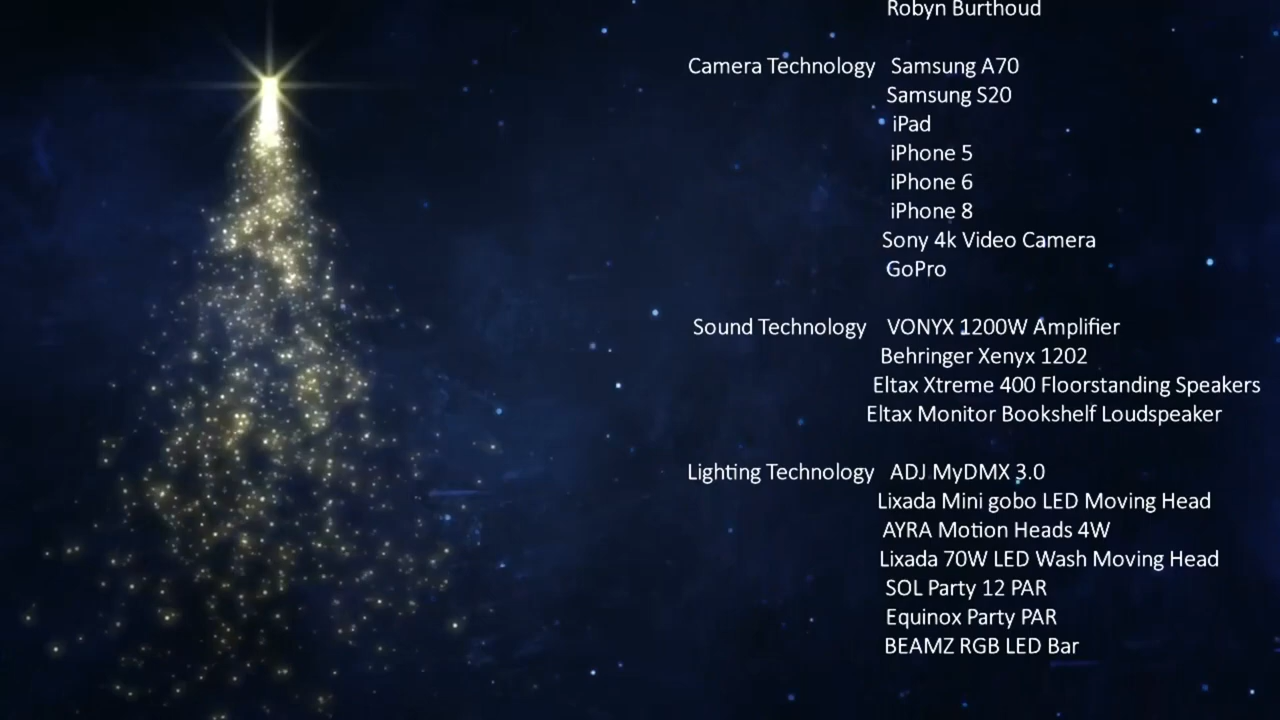 Robyn Burthoud
Camera Technology Samsung A70
Samsung S20
iPad
iPhone 5
iPhone 6
iPhone 8
Sony 4k Video Camera
GoPro
Sound Technology VONYX 1200W Amplifier
Behringer Xenyx 1202
Eltax Xtreme 400 Floorstanding Speakers
Eltax Monitor Bookshelf Loudspeaker
Lighting Technology ADJ MyDMX 3.0
Lixada Mini gobo LED Moving Head
AYRA Motion Heads 4W
Lixada 70W LED Wash Moving Head
SOL Party 12 PAR
Equinox Party PAR
BEAMZ RGB LED Bar